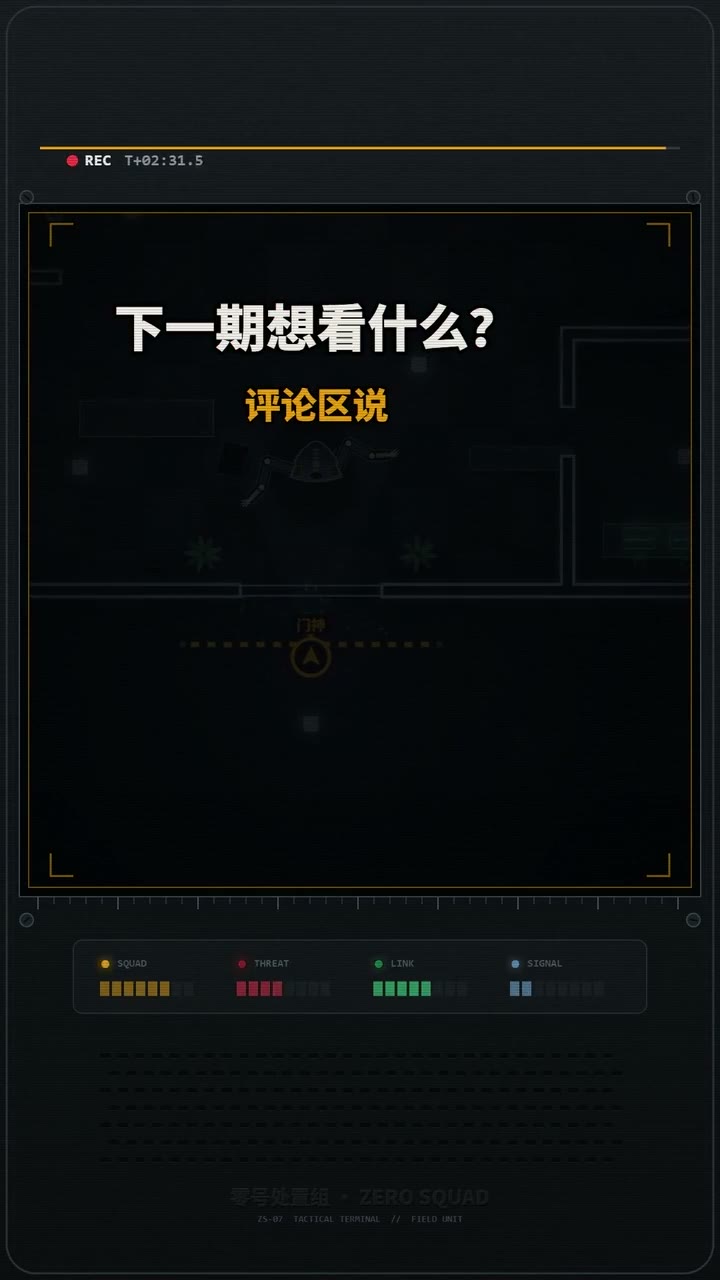 REC T+02:31.5
下一期想看什么?
评论区说
门神
SQUAD THREAT LINK SIGNAL
零号处置组 · ZERO SQUAD
ZS-07 TACTICAL TERMINAL // FIELD UNIT